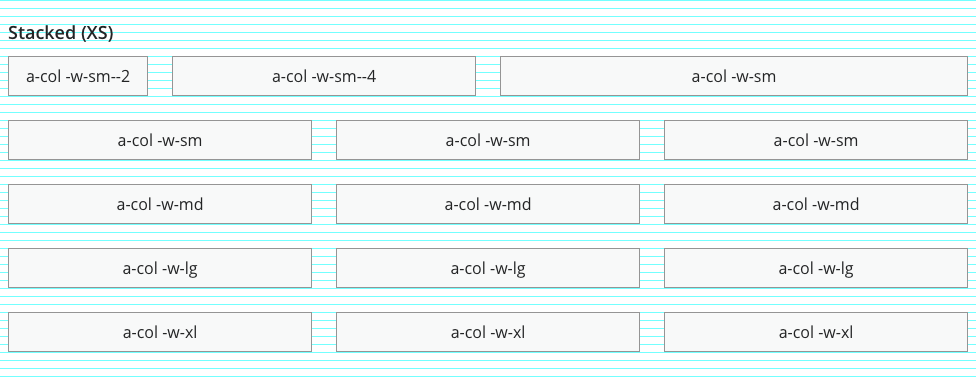 Stacked (XS)
a-col -w-sm--2 a-col -w-sm--4 a-col -w-sm
a-col -w-sm a-col -w-sm a-col -w-sm
a-col -w-md a-col -w-md a-col -w-md
a-col -w-lg a-col -w-lg a-col -w-lg
a-col -w-xl a-col -w-xl a-col -w-xl